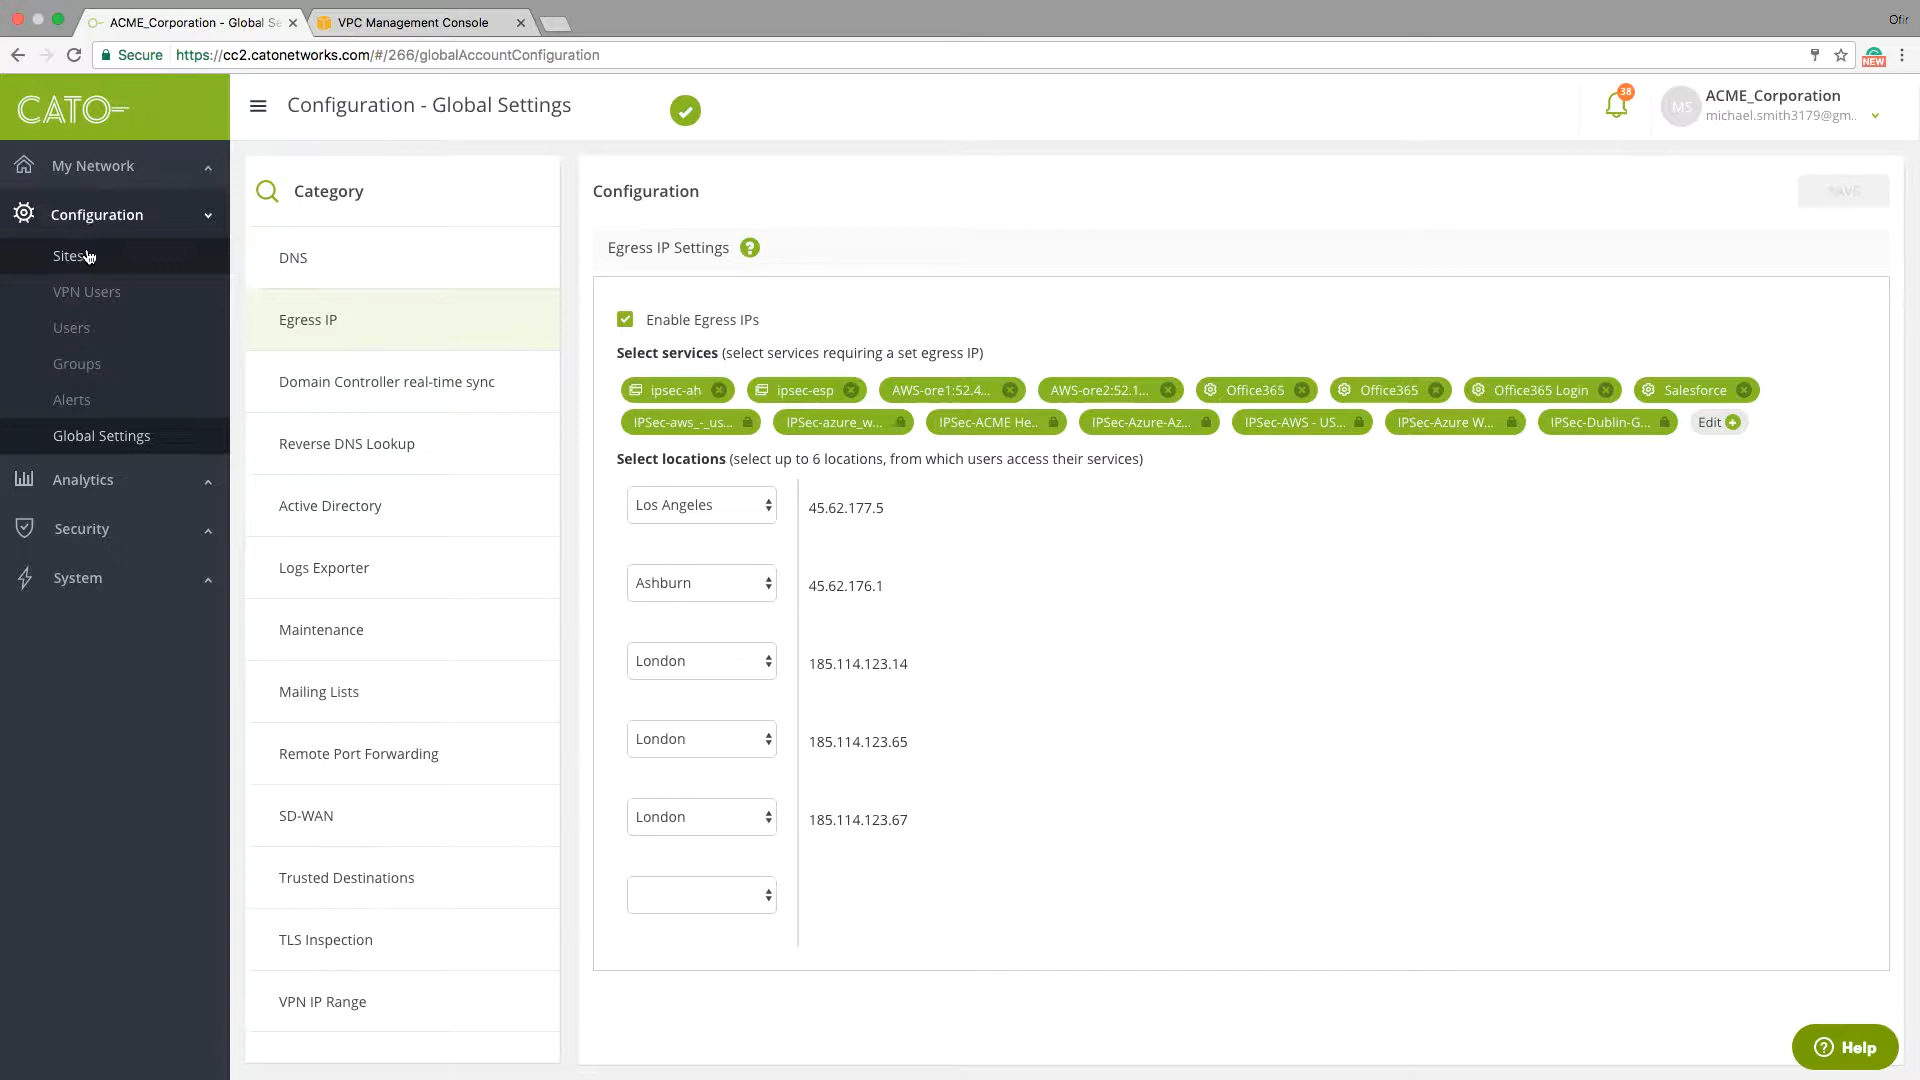 ACME_Corporation - Global Se
VPC Management Console
Ofir
Secure
https://cc2.catonetworks.com/#/266/globalAccountConfiguration
NEW
CATO
Configuration - Global Settings
38
MS
ACME_Corporation
michael.smith3179@gm..
My Network
Configuration
Sites
VPN Users
Users
Groups
Alerts
Global Settings
Analytics
Security
System
Category
DNS
Egress IP
Domain Controller real-time sync
Reverse DNS Lookup
Active Directory
Logs Exporter
Maintenance
Mailing Lists
Remote Port Forwarding
SD-WAN
Trusted Destinations
TLS Inspection
VPN IP Range
Configuration
SAVE
Egress IP Settings ?
Enable Egress IPs
Select services (select services requiring a set egress IP)
ipsec-ah ipsec-esp AWS-ore1:52.4... AWS-ore2:52.1... Office365 Office365 Office365 Login Salesforce
IPSec-aws_-_us... IPSec-azure_w... IPSec-ACME He.. IPSec-Azure-Az... IPSec-AWS - US... IPSec-Azure W... IPSec-Dublin-G... Edit
Select locations (select up to 6 locations, from which users access their services)
Los Angeles 45.62.177.5
Ashburn 45.62.176.1
London 185.114.123.14
London 185.114.123.65
London 185.114.123.67
? Help